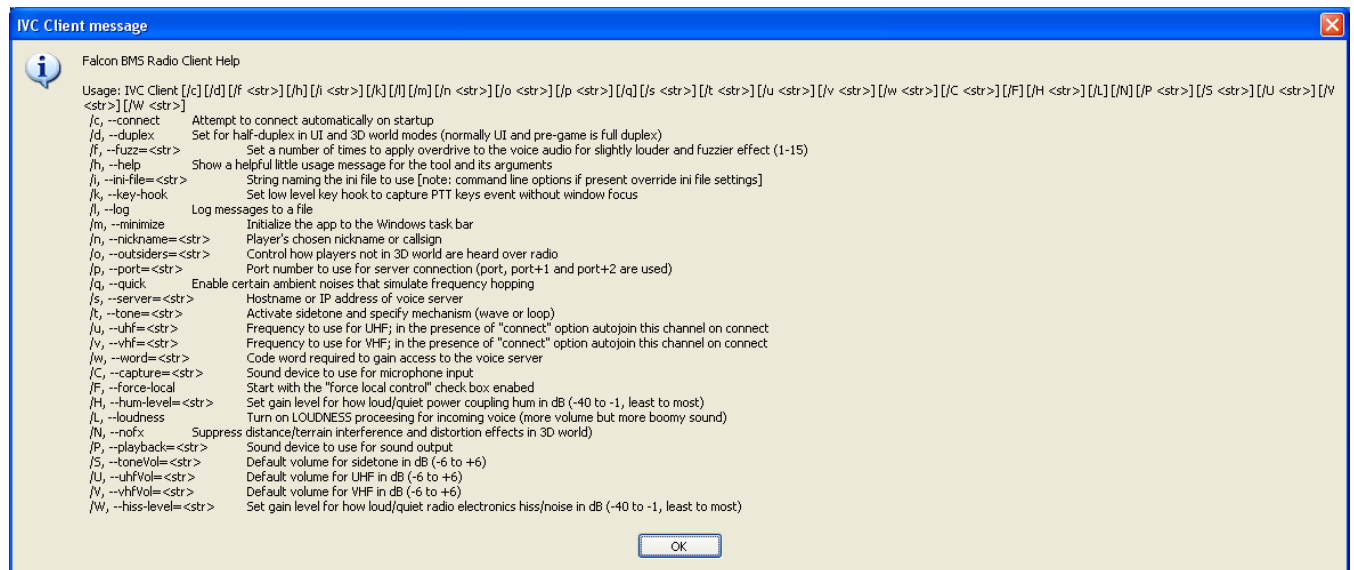 IVC Client message
Falcon BMS Radio Client Help
Usage: IVC Client [/c] [/d] [/f <str>] [/h] [/i <str>] [/k] [/l] [/m] [/n <str>] [/o <str>] [/p <str>] [/q] [/s <str>] [/t <str>] [/u <str>] [/v <str>] [/w <str>] [/C <str>] [/F] [/H <str>] [/L] [/N] [/P <str>] [/S <str>] [/U <str>] [/V
<str>] [/W <str>]
/c, --connect Attempt to connect automatically on startup
/d, --duplex Set for half-duplex in UI and 3D world modes (normally UI and pre-game is full duplex)
/f, --fuzz=<str> Set a number of times to apply overdrive to the voice audio for slightly louder and fuzzier effect (1-15)
/h, --help Show a helpful little usage message for the tool and its arguments
/i, --ini-file=<str> String naming the ini file to use [note: command line options if present override ini file settings]
/k, --key-hook Set low level key hook to capture PTT keys event without window focus
/l, --log Log messages to a file
/m, --minimize Initialize the app to the Windows task bar
/n, --nickname=<str> Player's chosen nickname or callsign
/o, --outsiders=<str> Control how players not in 3D world are heard over radio
/p, --port=<str> Port number to use for server connection (port, port+1 and port+2 are used)
/q, --quick Enable certain ambient noises that simulate frequency hopping
/s, --server=<str> Hostname or IP address of voice server
/t, --tone=<str> Activate sidetone and specify mechanism (wave or loop)
/u, --uhf=<str> Frequency to use for UHF; in the presence of "connect" option autojoin this channel on connect
/v, --vhf=<str> Frequency to use for VHF; in the presence of "connect" option autojoin this channel on connect
/w, --word=<str> Code word required to gain access to the voice server
/C, --capture=<str> Sound device to use for microphone input
/F, --force-local Start with the "force local control" check box enabed
/H, --hum-level=<str> Set gain level for how loud/quiet power coupling hum in dB (-40 to -1, least to most)
/L, --loudness Turn on LOUDNESS proceesing for incoming voice (more volume but more boomy sound)
/N, --nofx Suppress distance/terrain interference and distortion effects in 3D world)
/P, --playback=<str> Sound device to use for sound output
/S, --toneVol=<str> Default volume for sidetone in dB (-6 to +6)
/U, --uhfVol=<str> Default volume for UHF in dB (-6 to +6)
/V, --vhfVol=<str> Default volume for VHF in dB (-6 to +6)
/W, --hiss-level=<str> Set gain level for how loud/quiet radio electronics hiss/noise in dB (-40 to -1, least to most)
OK